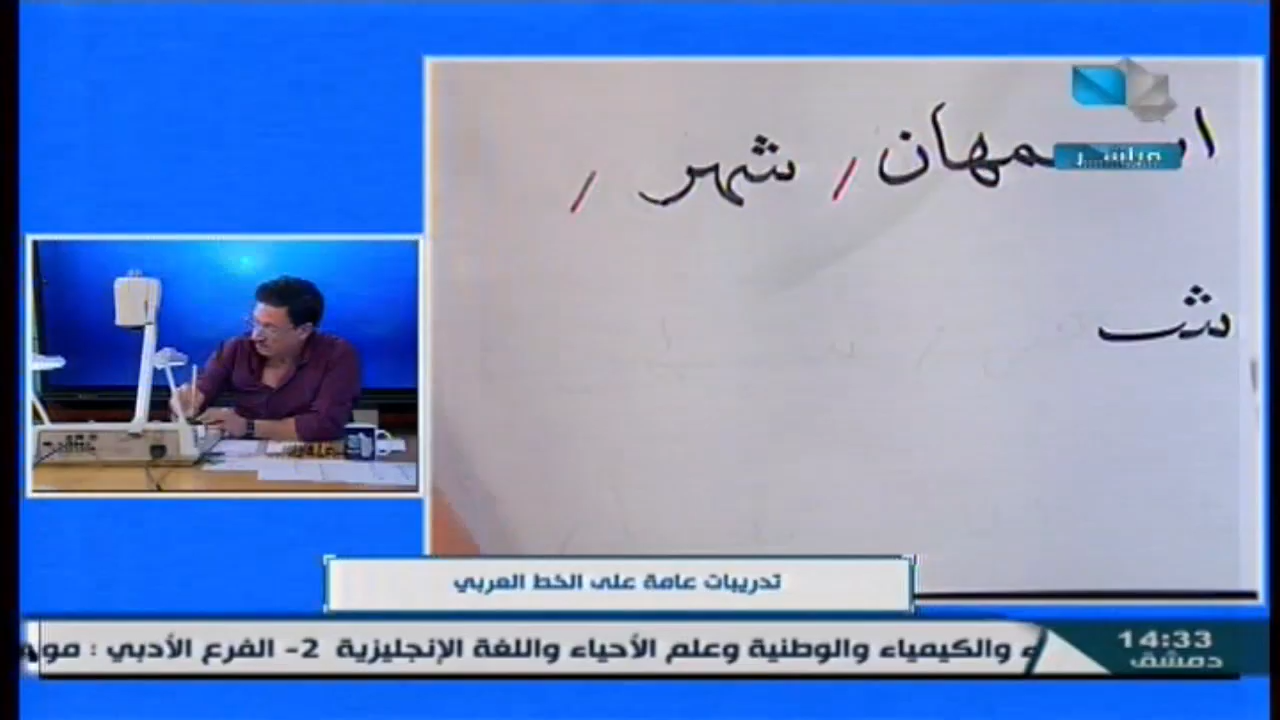 مباشر
اسمهان / شهر /
شـ
تدريبات عامة على الخط العربي
ء والكيمياء والوطنية وعلم الأحياء واللغة الإنجليزية 2- الفرع الأدبي : مو
14:33
دمشق